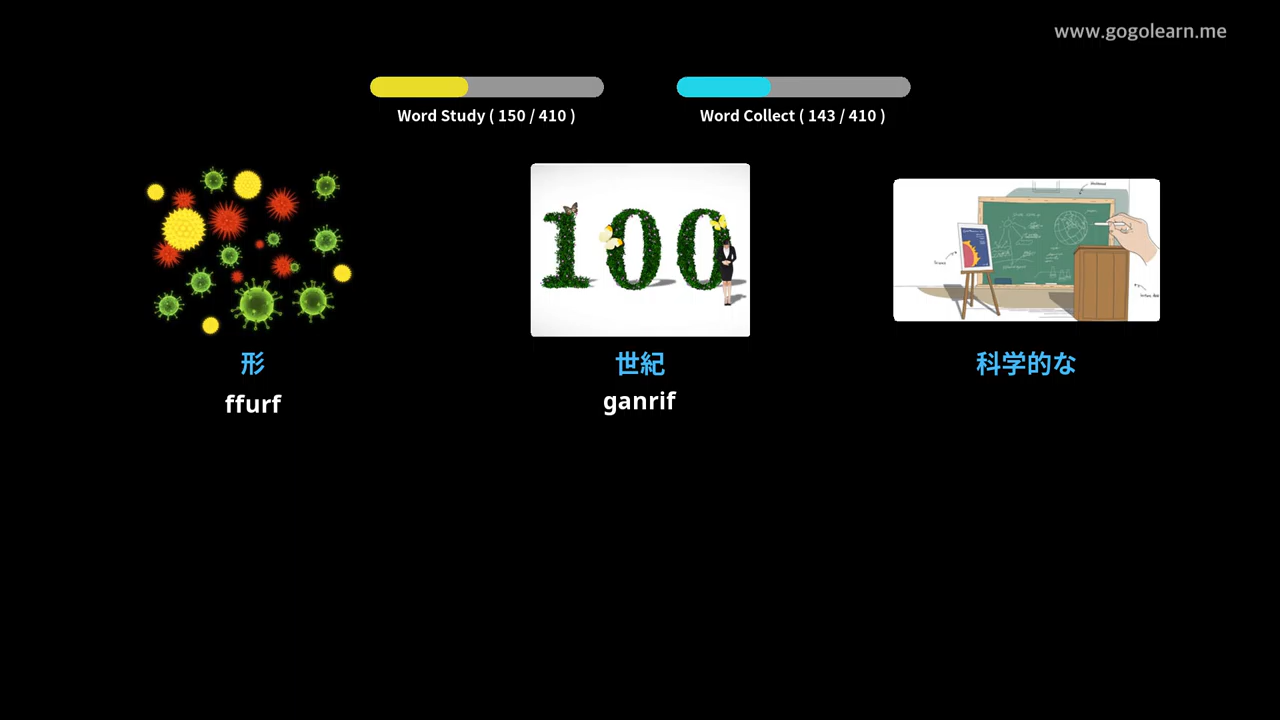 www.gogolearn.me
Word Study ( 150 / 410 )
Word Collect ( 143 / 410 )
100
形
ffurf
世紀
ganrif
科学的な